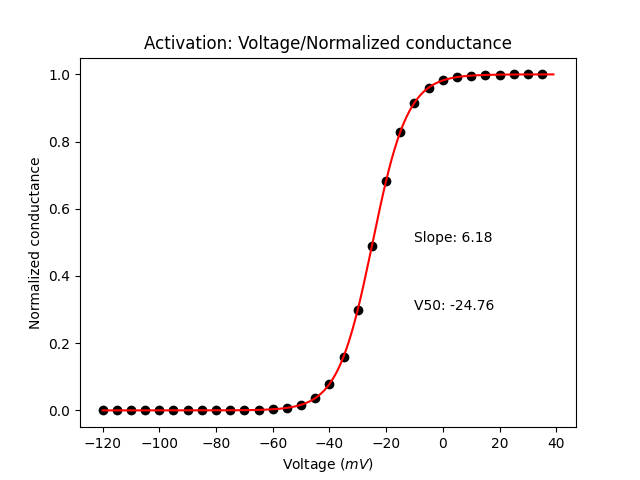 Activation: Voltage/Normalized conductance
1.0
0.8
0.6
0.4
0.2
0.0
Normalized conductance
Slope: 6.18
V50: -24.76
−120 −100 −80 −60 −40 −20 0 20 40
Voltage (mV)